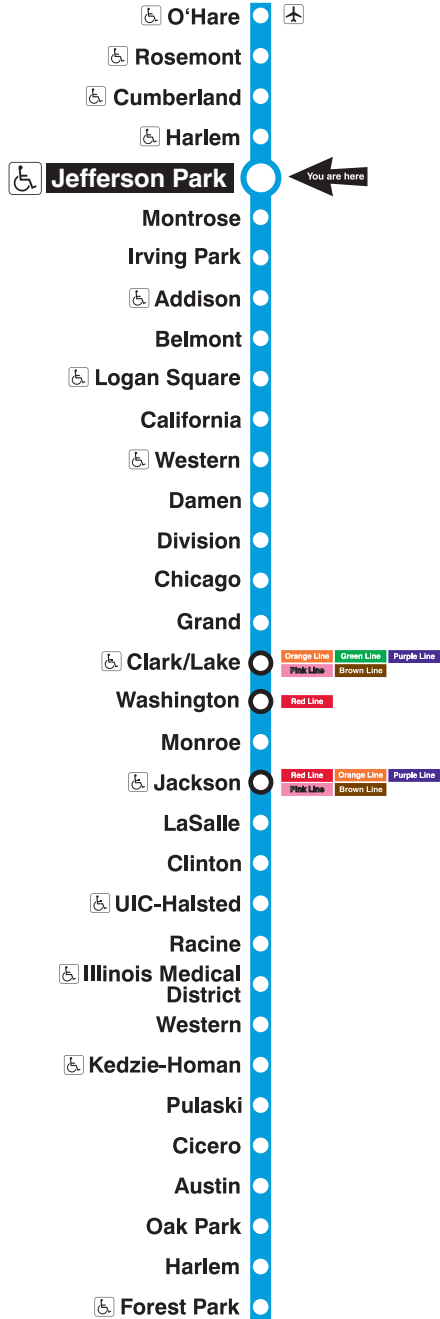 O'Hare
Rosemont
Cumberland
Harlem
Jefferson Park
You are here
Montrose
Irving Park
Addison
Belmont
Logan Square
California
Western
Damen
Division
Chicago
Grand
Clark/Lake
Orange Line Green Line Purple Line
Pink Line Brown Line
Washington
Red Line
Monroe
Jackson
Red Line Orange Line Purple Line
Pink Line Brown Line
LaSalle
Clinton
UIC-Halsted
Racine
Illinois Medical
District
Western
Kedzie-Homan
Pulaski
Cicero
Austin
Oak Park
Harlem
Forest Park